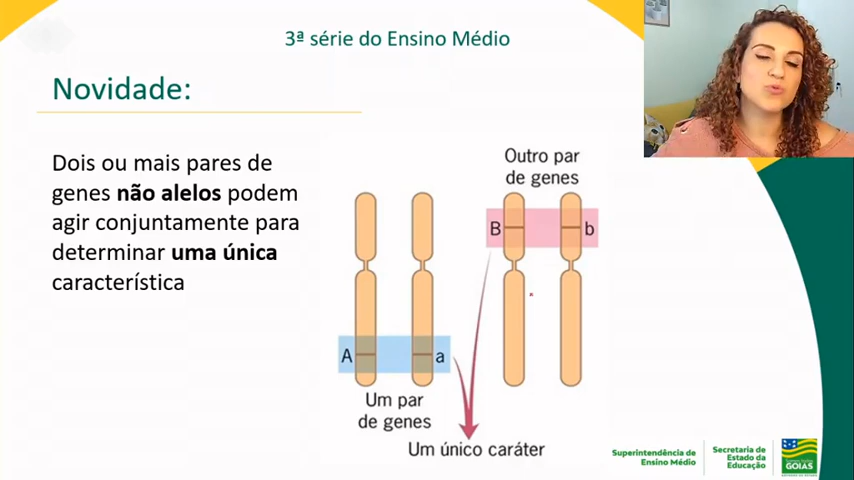 3ª série do Ensino Médio
Novidade:
Dois ou mais pares de
genes não alelos podem
agir conjuntamente para
determinar uma única
característica
Outro par
de genes
B
b
A
a
Um par
de genes
Um único caráter
Superintendência de
Ensino Médio
Secretaria de
Estado da
Educação
GOIÁS